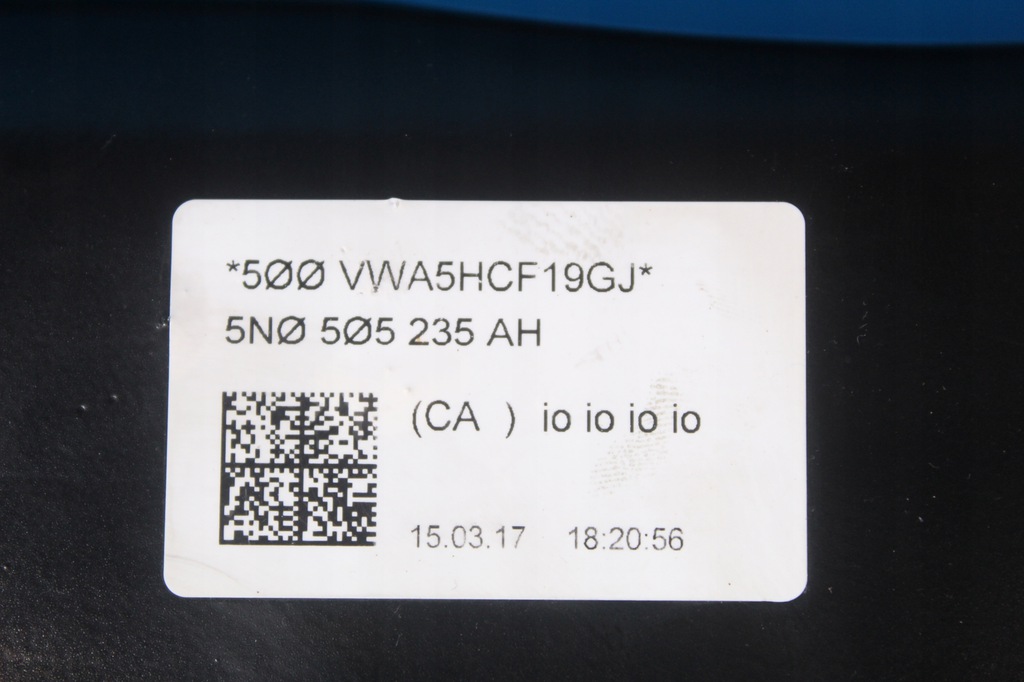 *5ØØ VWA5HCF19GJ*
5NØ 5Ø5 235 AH
(CA  )  io io io io
15.03.17   18:20:56